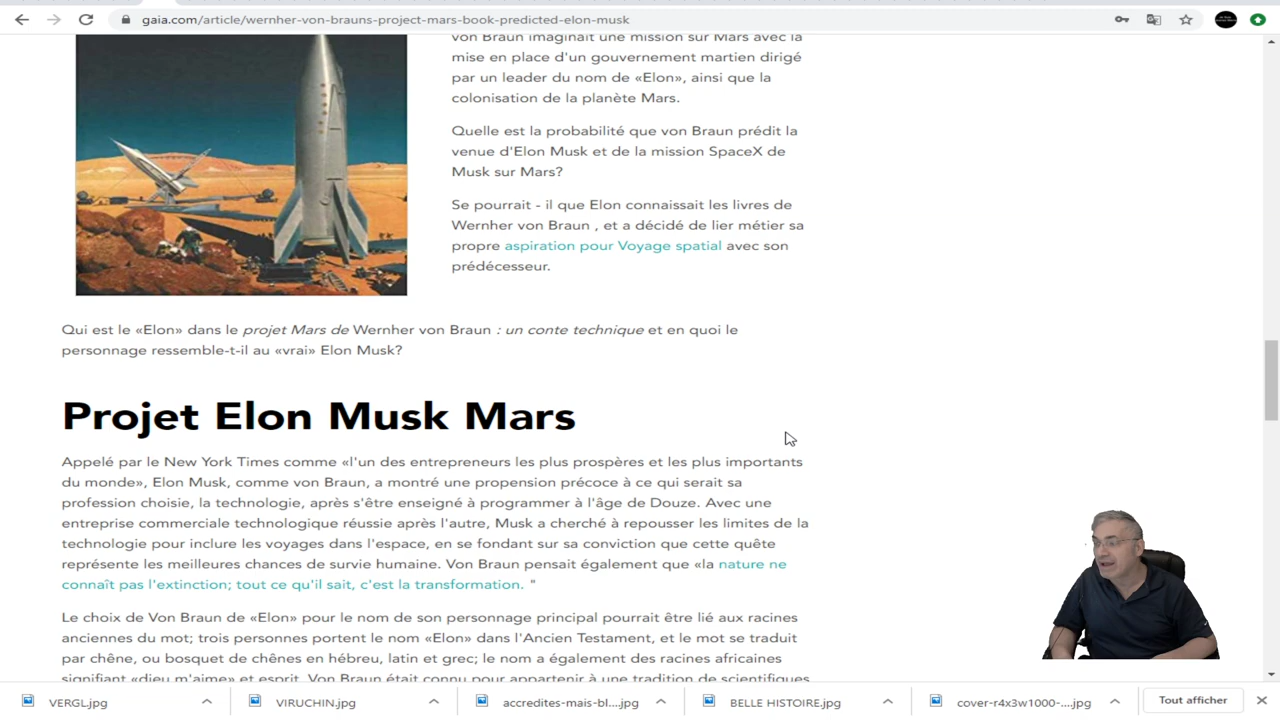 gaia.com/article/wernher-von-brauns-project-mars-book-predicted-elon-musk
von Braun imaginait une mission sur Mars avec la
mise en place d'un gouvernement martien dirigé
par un leader du nom de «Elon», ainsi que la
colonisation de la planète Mars.
Quelle est la probabilité que von Braun prédit la
venue d'Elon Musk et de la mission SpaceX de
Musk sur Mars?
Se pourrait - il que Elon connaissait les livres de
Wernher von Braun , et a décidé de lier métier sa
propre aspiration pour Voyage spatial avec son
prédécesseur.
Qui est le «Elon» dans le projet Mars de Wernher von Braun : un conte technique et en quoi le
personnage ressemble-t-il au «vrai» Elon Musk?
Projet Elon Musk Mars
Appelé par le New York Times comme «l'un des entrepreneurs les plus prospères et les plus importants
du monde», Elon Musk, comme von Braun, a montré une propension précoce à ce qui serait sa
profession choisie, la technologie, après s'être enseigné à programmer à l'âge de Douze. Avec une
entreprise commerciale technologique réussie après l'autre, Musk a cherché à repousser les limites de la
technologie pour inclure les voyages dans l'espace, en se fondant sur sa conviction que cette quête
représente les meilleures chances de survie humaine. Von Braun pensait également que «la nature ne
connaît pas l'extinction; tout ce qu'il sait, c'est la transformation. "
Le choix de Von Braun de «Elon» pour le nom de son personnage principal pourrait être lié aux racines
anciennes du mot; trois personnes portent le nom «Elon» dans l'Ancien Testament, et le mot se traduit
par chêne, ou bosquet de chênes en hébreu, latin et grec; le nom a également des racines africaines
signifiant «dieu m'aime» et esprit. Von Braun était connu pour appartenir à une tradition de scientifiques
VERGL.jpg
VIRUCHIN.jpg
accredites-mais-bl....jpg
BELLE HISTOIRE.jpg
cover-r4x3w1000-....jpg
Tout afficher